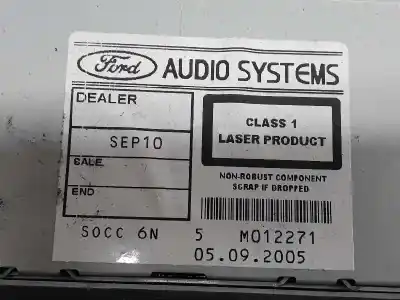 Ford AUDIO SYSTEMS
DEALER
SEP10
SALE
END
CLASS 1
LASER PRODUCT
NON-ROBUST COMPONENT
SCRAP IF DROPPED
SOCC 6N 5 M012271
05.09.2005